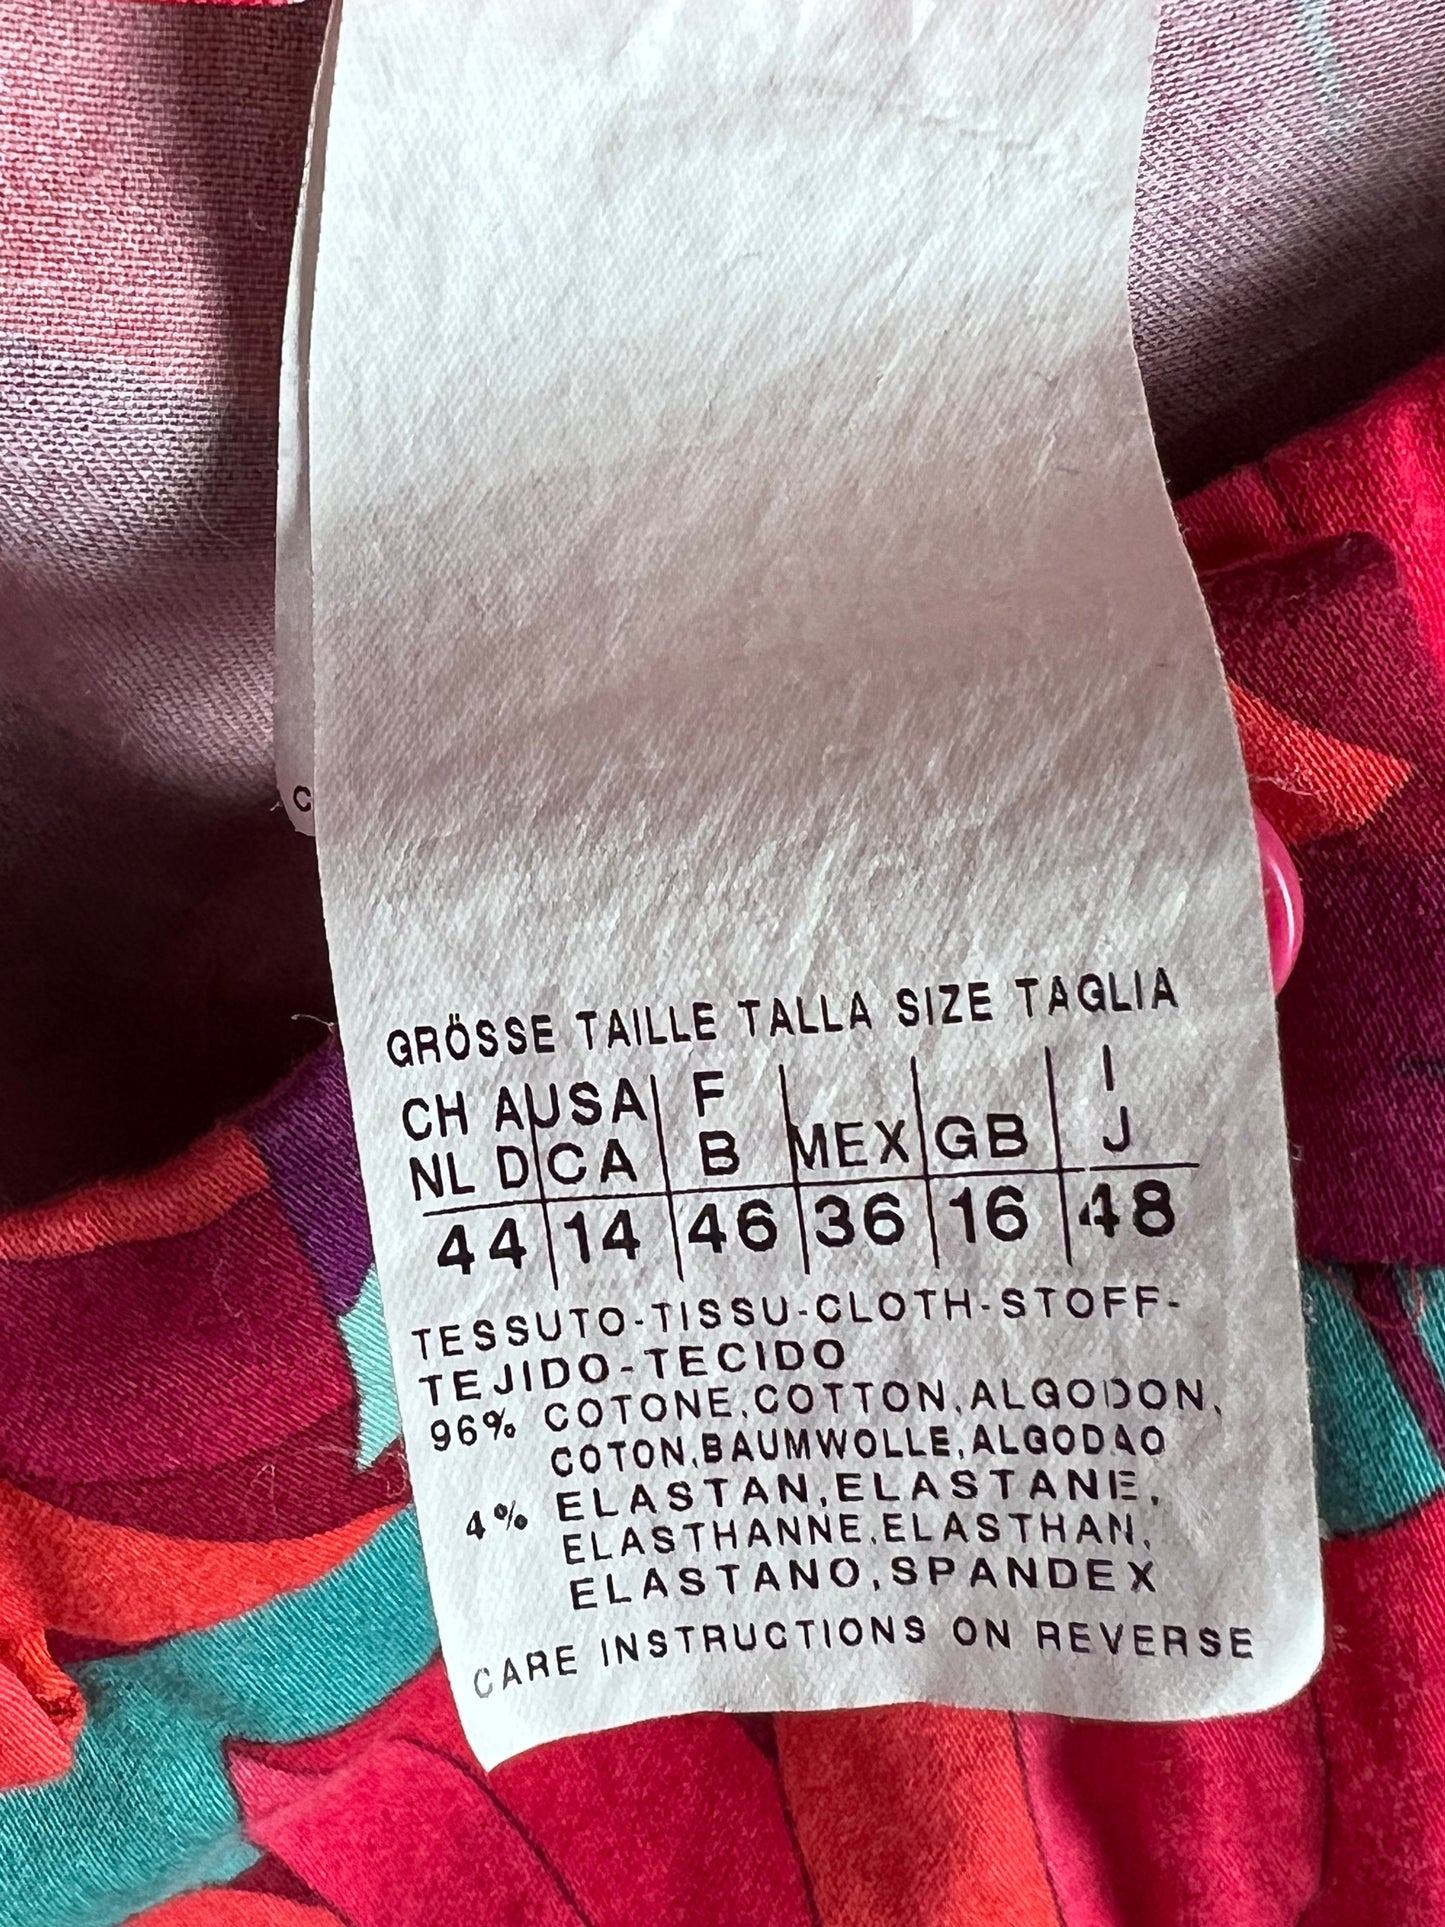 C
GRÖSSE TAILLE TALLA SIZE TAGLIA
CH A USA F MEX GB I
NL D CA B J
44 14 46 36 16 48
TESSUTO-TISSU-CLOTH-STOFF-
TEJIDO-TECIDO
96% COTONE,COTTON,ALGODON,
COTON,BAUMWOLLE,ALGODAO
4% ELASTAN,ELASTANE,
ELASTHANNE,ELASTHAN,
ELASTANO,SPANDEX
CARE INSTRUCTIONS ON REVERSE